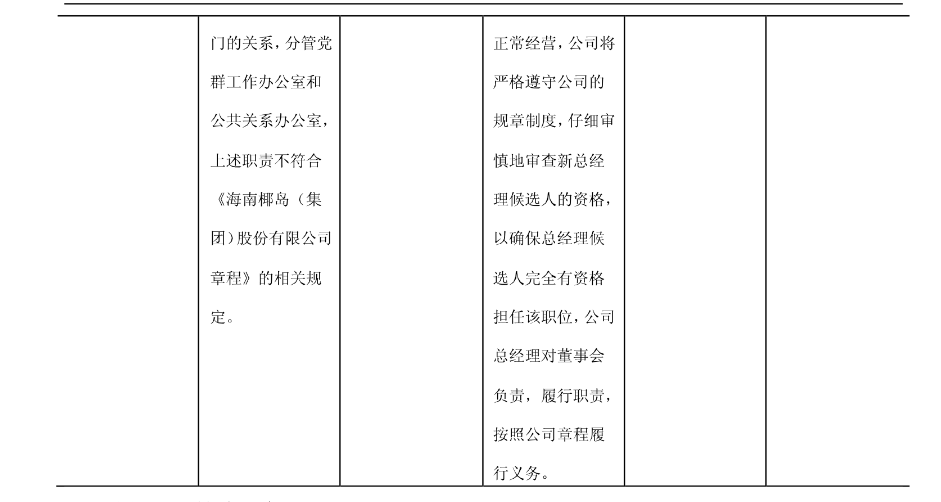 门的关系，分管党
群工作办公室和
公共关系办公室，
上述职责不符合
《海南椰岛（集
团）股份有限公司
章程》的相关规
定。
正常经营，公司将
严格遵守公司的
规章制度，仔细审
慎地审查新总经
理候选人的资格，
以确保总经理候
选人完全有资格
担任该职位，公司
总经理对董事会
负责，履行职责，
按照公司章程履
行义务。